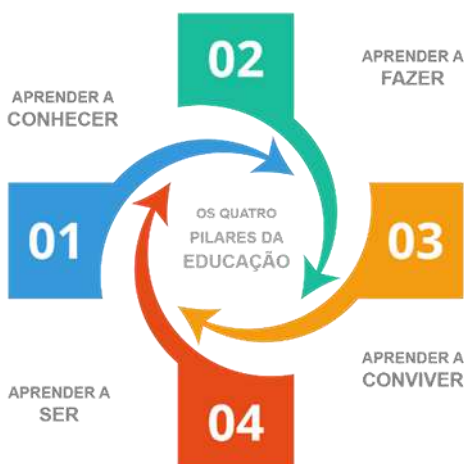 02
APRENDER A
FAZER
APRENDER A
CONHECER
01
OS QUATRO
PILARES DA
EDUCAÇÃO
03
APRENDER A
CONVIVER
APRENDER A
SER
04